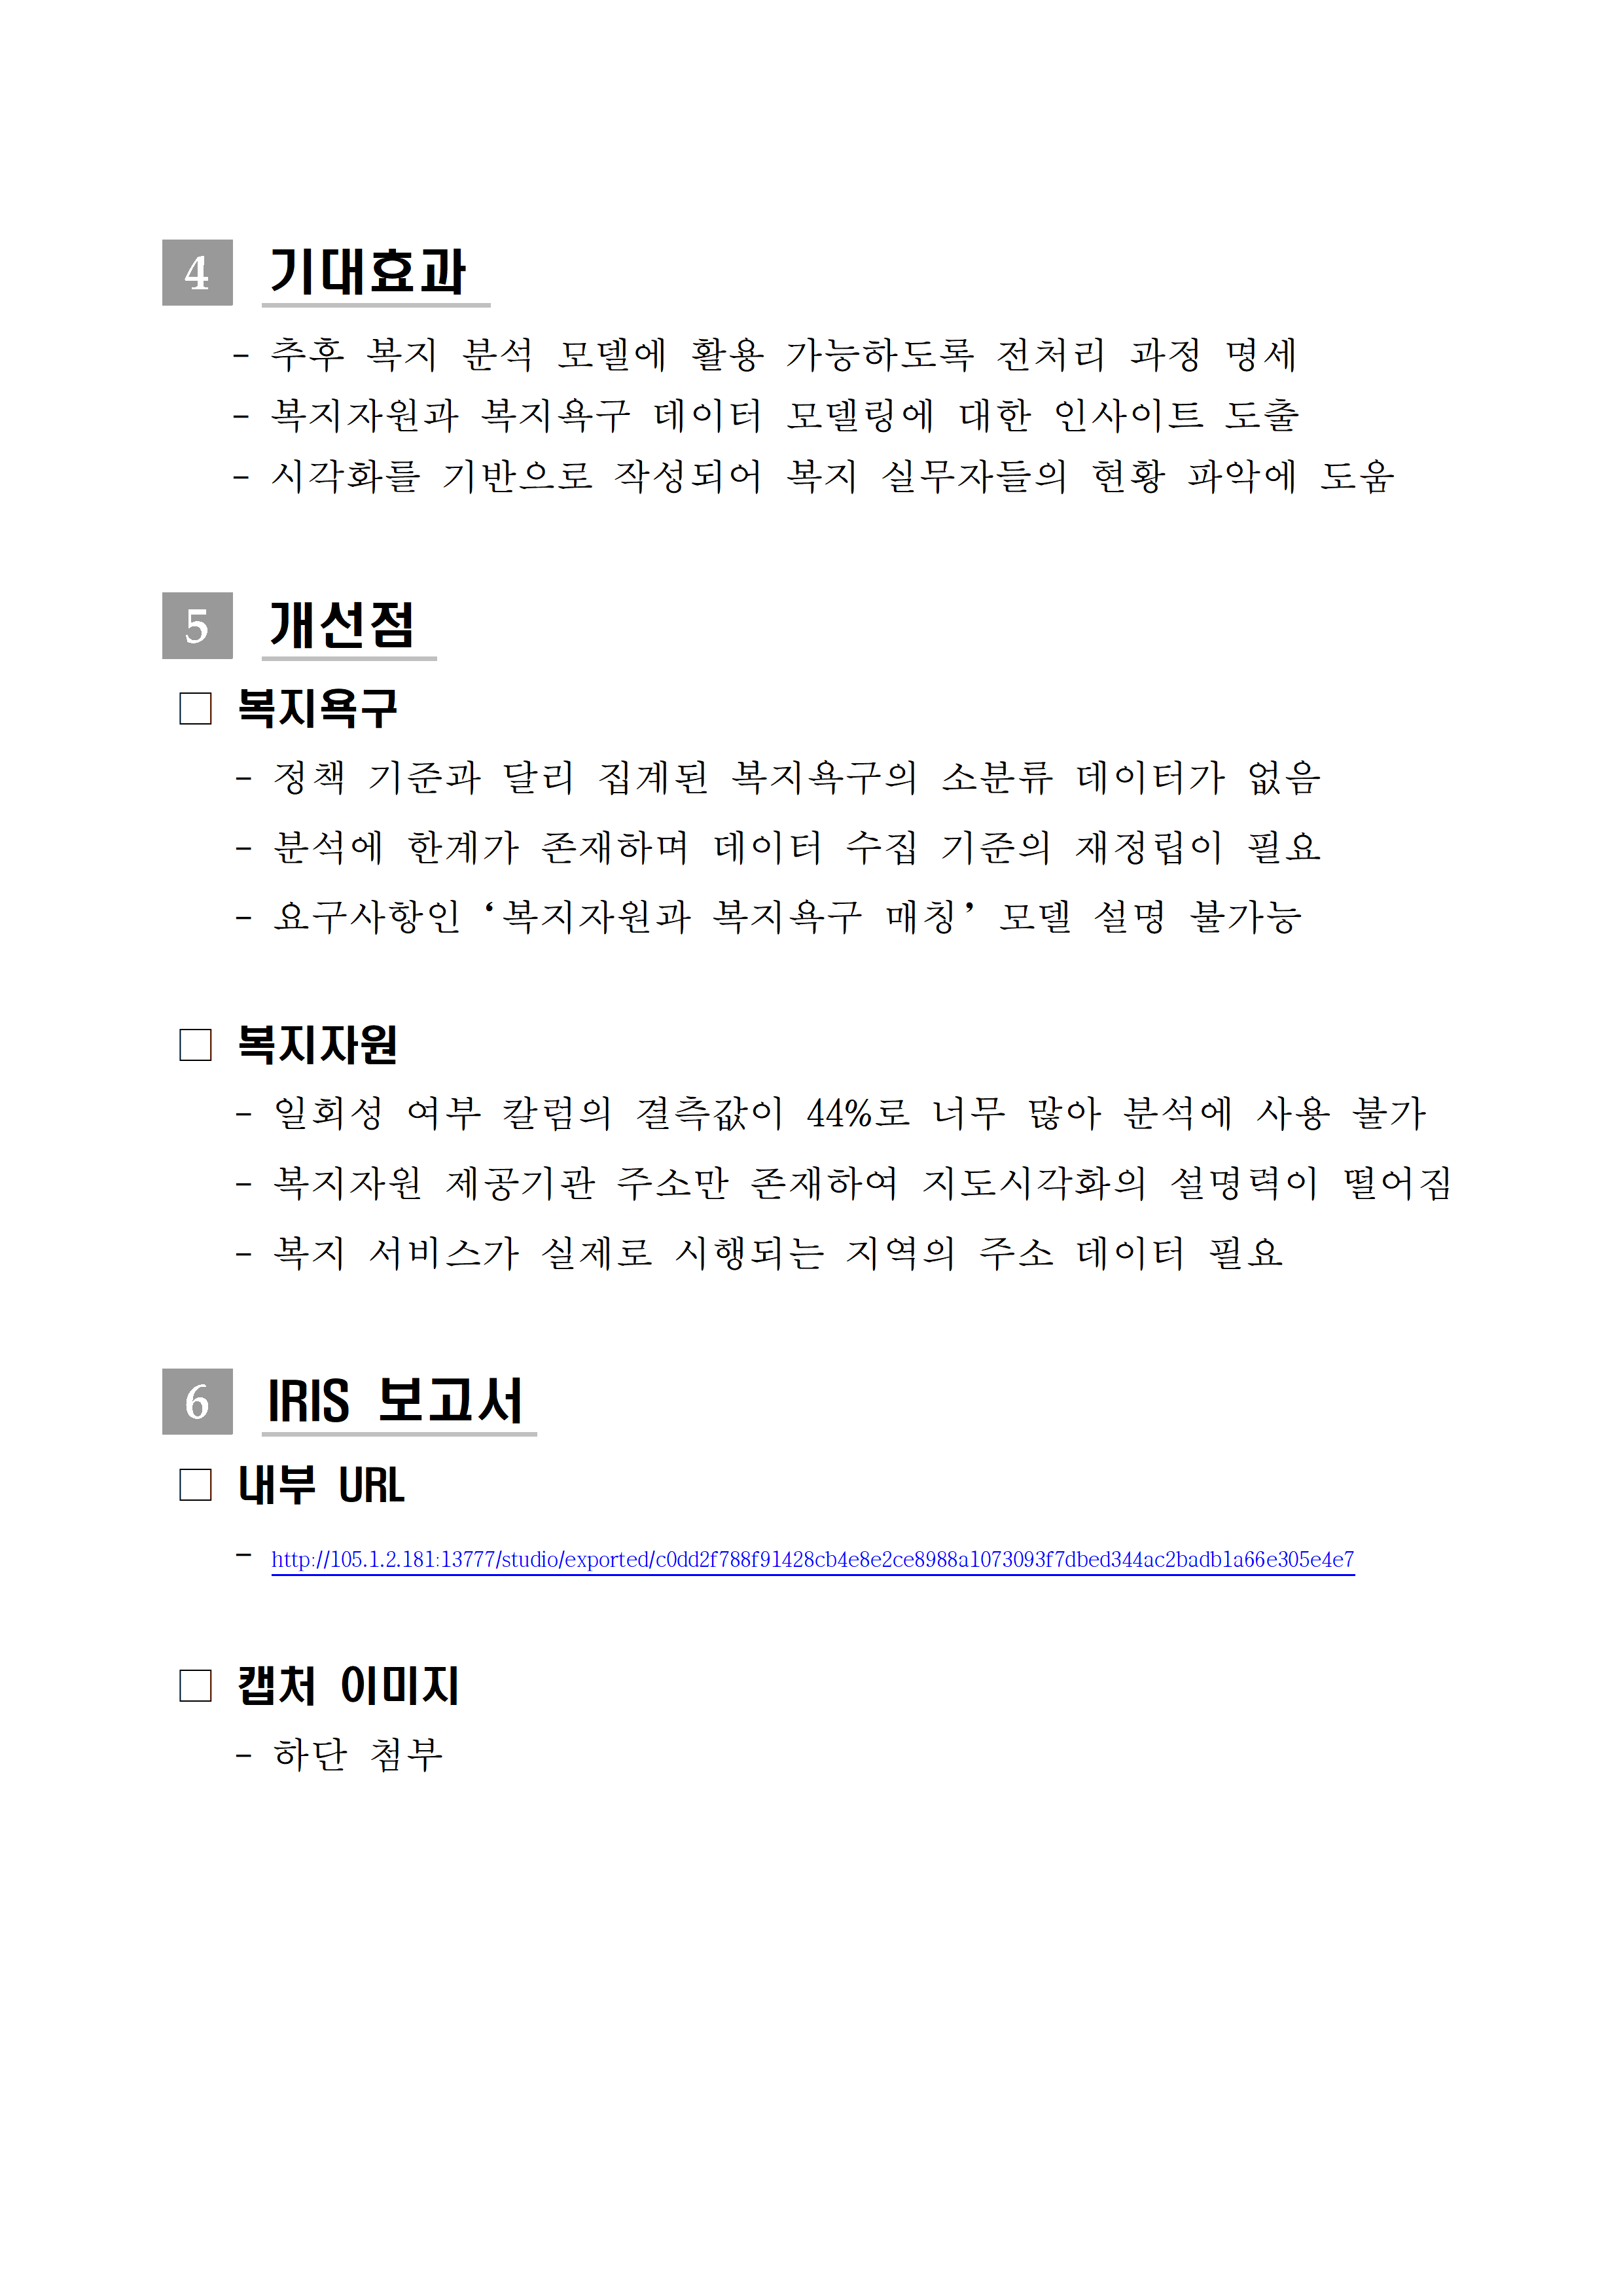 4 기대효과
- 추후 복지 분석 모델에 활용 가능하도록 전처리 과정 명세
- 복지자원과 복지욕구 데이터 모델링에 대한 인사이트 도출
- 시각화를 기반으로 작성되어 복지 실무자들의 현황 파악에 도움
5 개선점
□ 복지욕구
- 정책 기준과 달리 집계된 복지욕구의 소분류 데이터가 없음
- 분석에 한계가 존재하며 데이터 수집 기준의 재정립이 필요
- 요구사항인 ‘복지자원과 복지욕구 매칭’ 모델 설명 불가능
□ 복지자원
- 일회성 여부 칼럼의 결측값이 44%로 너무 많아 분석에 사용 불가
- 복지자원 제공기관 주소만 존재하여 지도시각화의 설명력이 떨어짐
- 복지 서비스가 실제로 시행되는 지역의 주소 데이터 필요
6 IRIS 보고서
□ 내부 URL
- http://105.1.2.181:13777/studio/exported/c0dd2f788f91428cb4e8e2ce8988a1073093f7dbed344ac2badb1a66e305e4e7
□ 캡처 이미지
- 하단 첨부